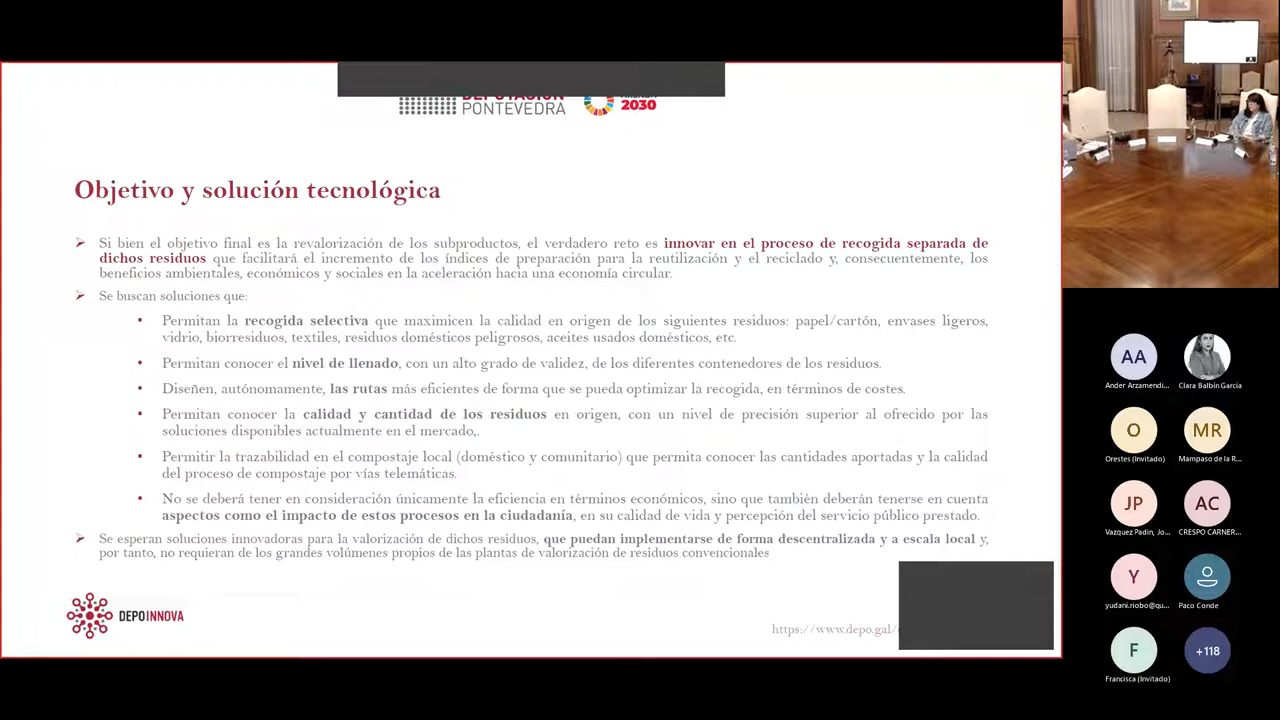 PONTEVEDRA
2030
Objetivo y solución tecnológica
Si bien el objetivo final es la revalorización de los subproductos, el verdadero reto es innovar en el proceso de recogida separada de
dichos residuos que facilitará el incremento de los índices de preparación para la reutilización y el reciclado y, consecuentemente, los
beneficios ambientales, económicos y sociales en la aceleración hacia una economía circular.
Se buscan soluciones que:
• Permitan la recogida selectiva que maximicen la calidad en origen de los siguientes residuos: papel/cartón, envases ligeros,
vidrio, biorresiduos, textiles, residuos domésticos peligrosos, aceites usados domésticos, etc.
• Permitan conocer el nivel de llenado, con un alto grado de validez, de los diferentes contenedores de los residuos.
• Diseñen, autónomamente, las rutas más eficientes de forma que se pueda optimizar la recogida, en términos de costes.
• Permitan conocer la calidad y cantidad de los residuos en origen, con un nivel de precisión superior al ofrecido por las
soluciones disponibles actualmente en el mercado,.
• Permitir la trazabilidad en el compostaje local (doméstico y comunitario) que permita conocer las cantidades aportadas y la calidad
del proceso de compostaje por vías telemáticas.
• No se deberá tener en consideración únicamente la eficiencia en términos económicos, sino que también deberán tenerse en cuenta
aspectos como el impacto de estos procesos en la ciudadanía, en su calidad de vida y percepción del servicio público prestado.
Se esperan soluciones innovadoras para la valorización de dichos residuos, que puedan implementarse de forma descentralizada y a escala local y,
por tanto, no requieran de los grandes volúmenes propios de las plantas de valorización de residuos convencionales
DEPOINNOVA
https://www.depo.gal/
AA
Ander Arzamendi...
Clara Balbín García
O
MR
Orestes (Invitado)
Mampaso de la R...
JP
AC
Vazquez Padin, Jo...
CRESPO CARNER...
Y
yudani.riobo@qu...
Paco Conde
F
+118
Francisca (Invitado)